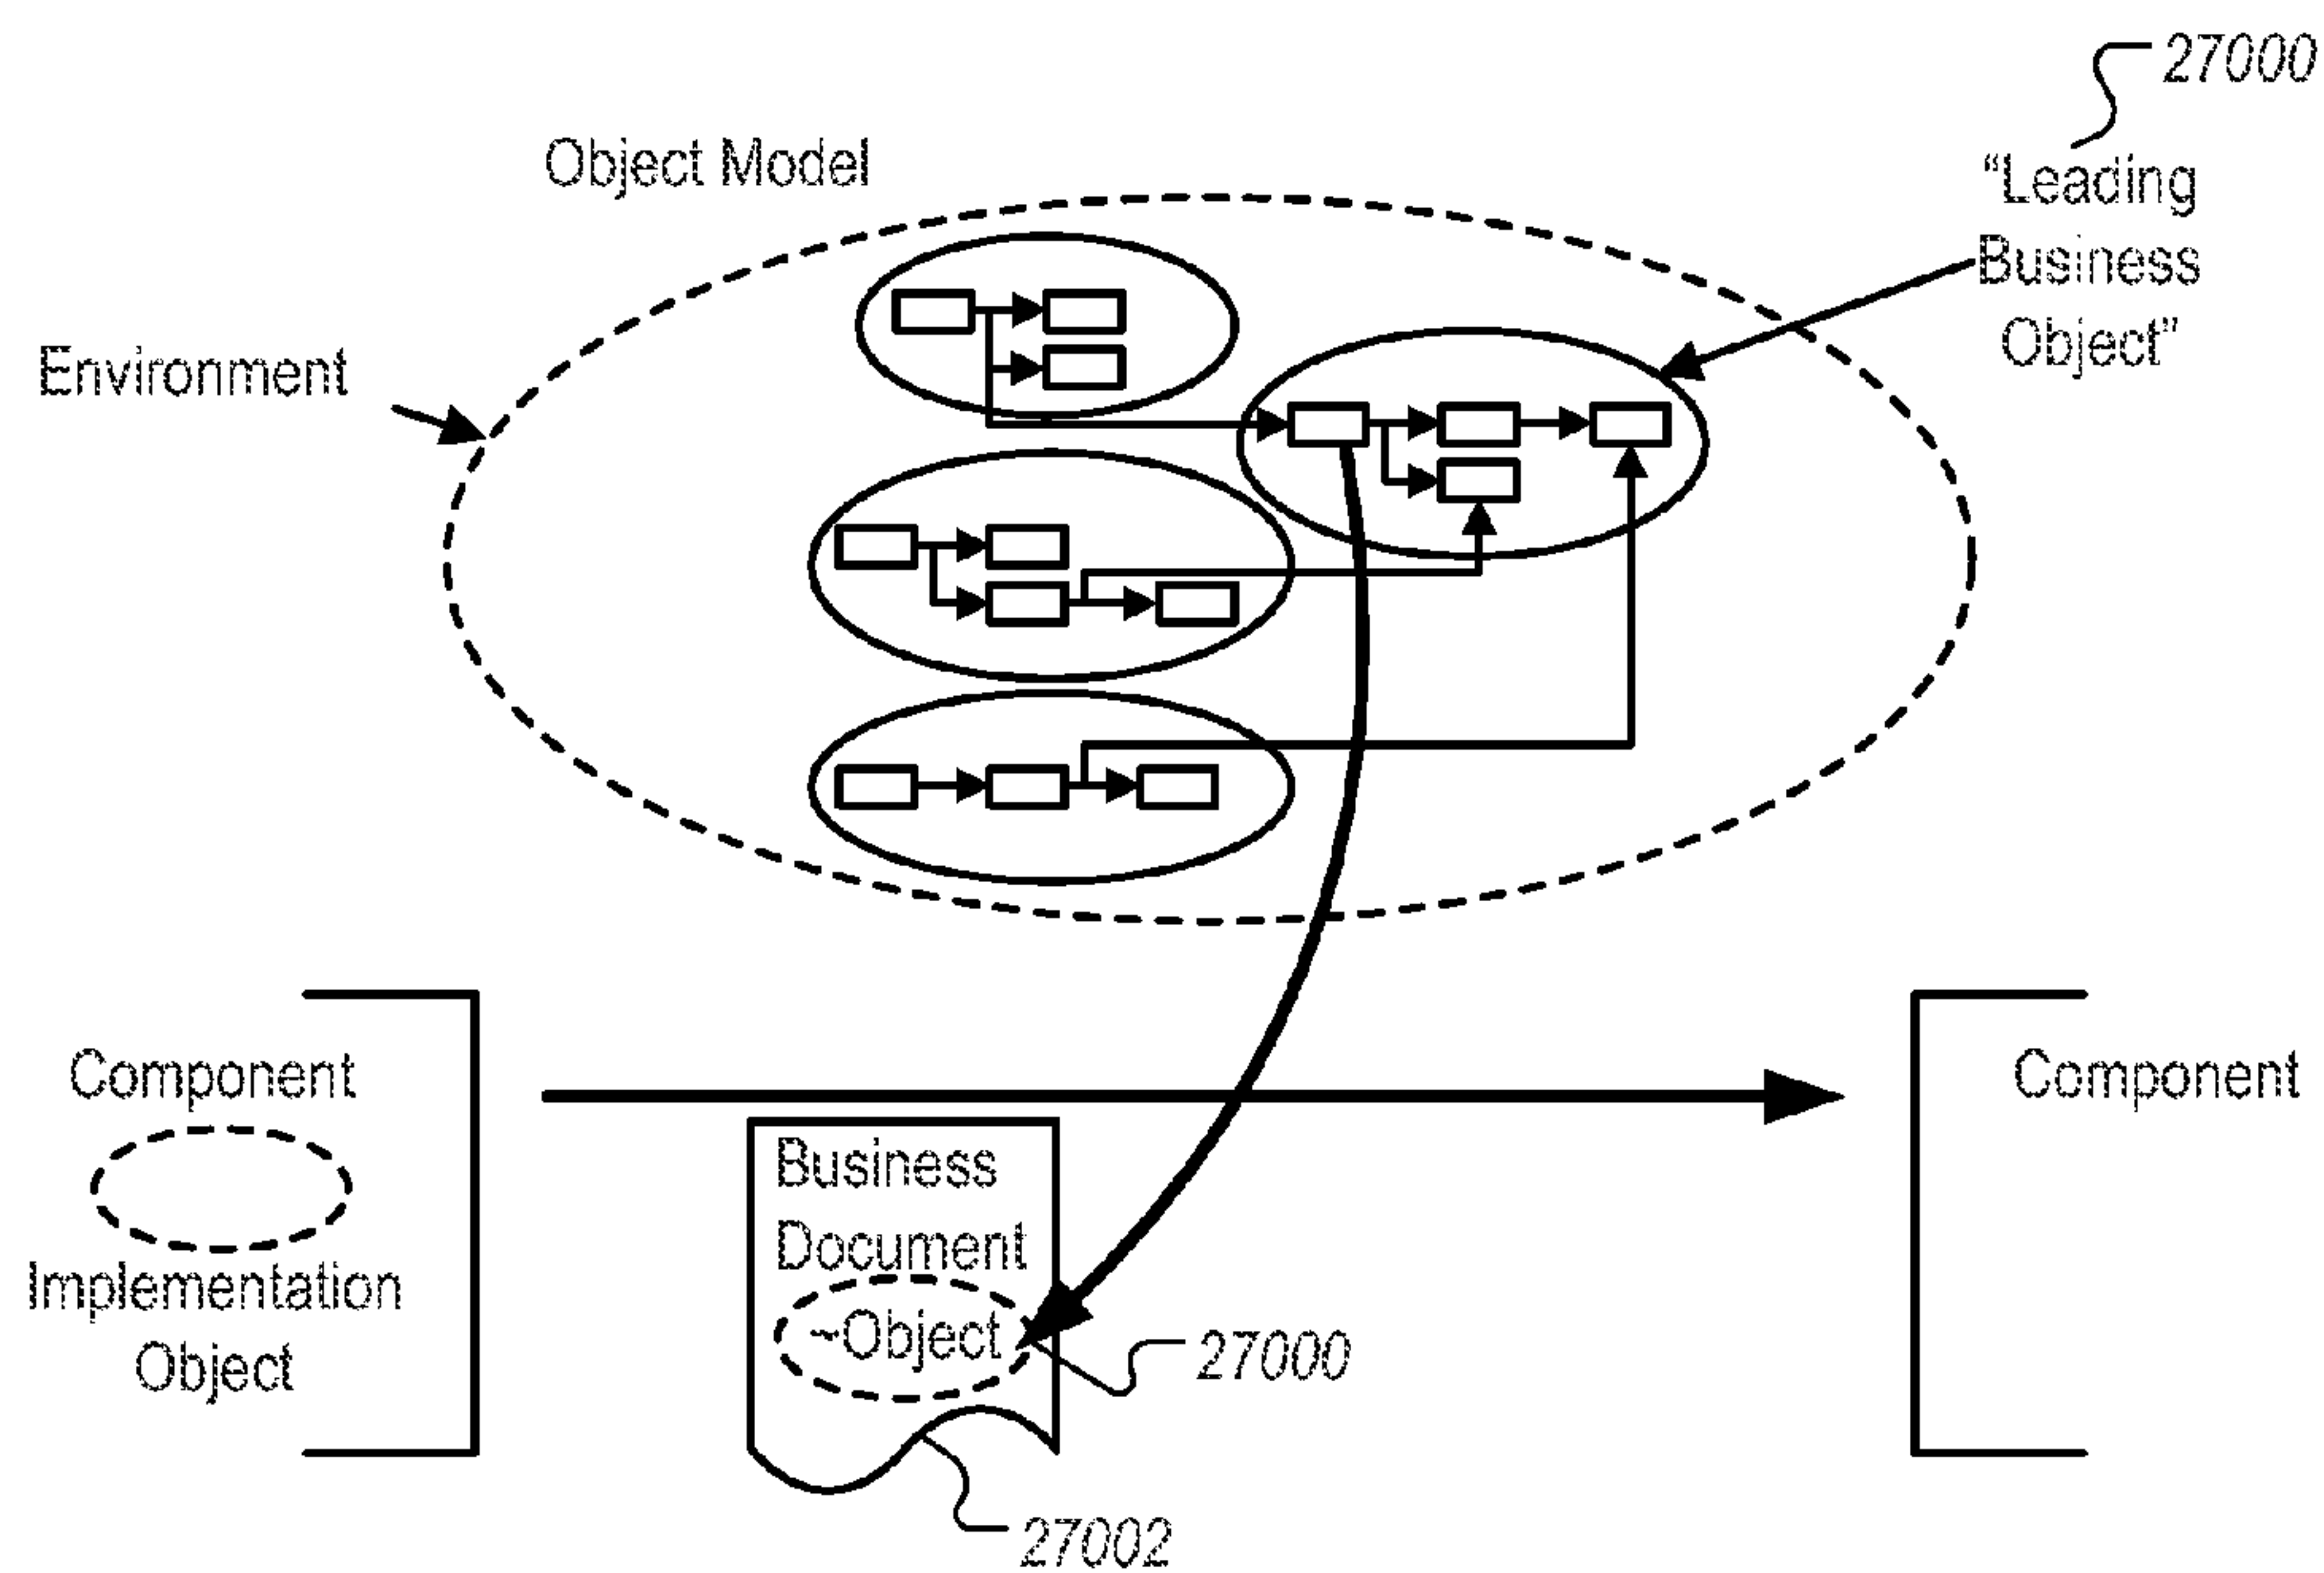 27000
Object Model
"Leading
Business
Object"
Environment
Component
Implementation
Object
Business
Document
~Object
27000
27002
Component